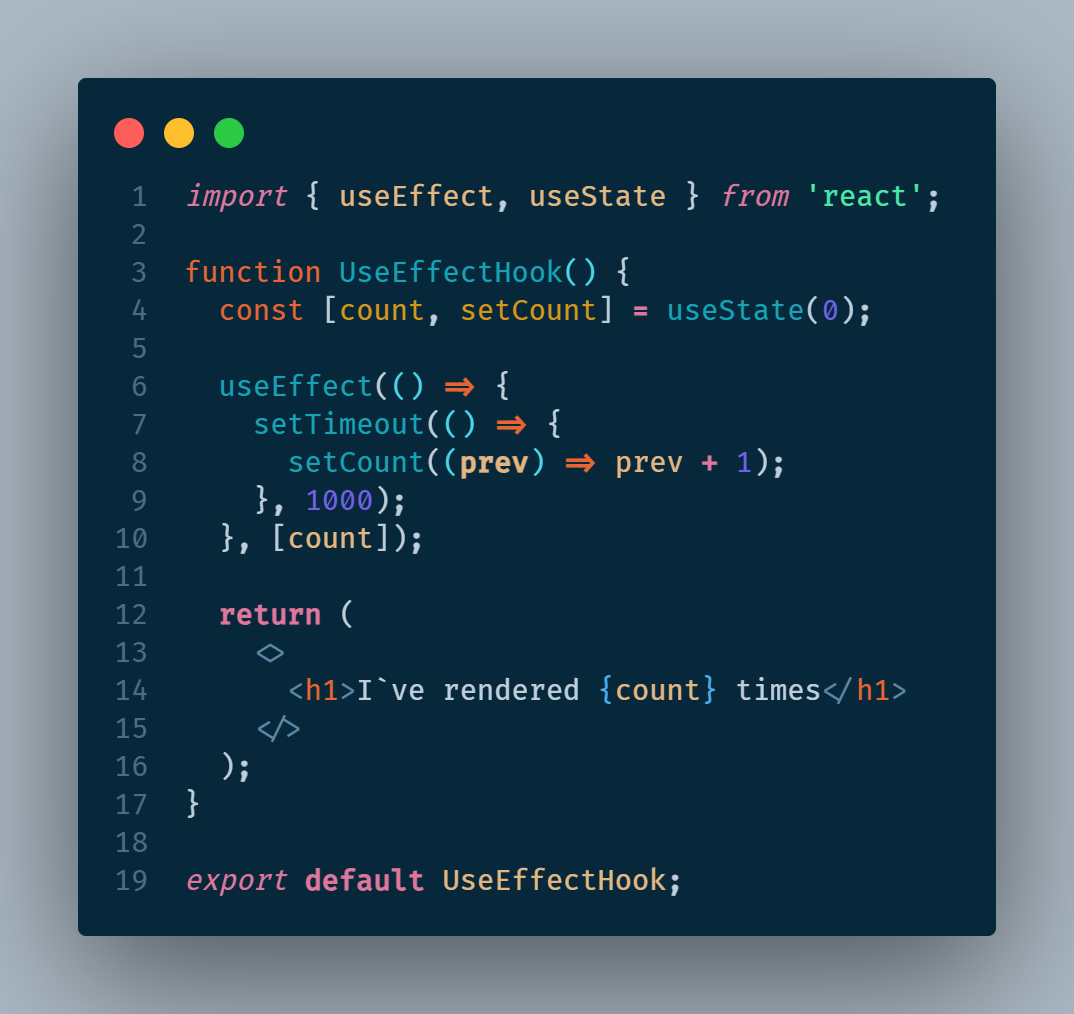 1 import { useEffect, useState } from 'react';
2
3 function UseEffectHook() {
4   const [count, setCount] = useState(0);
5
6   useEffect(() => {
7     setTimeout(() => {
8       setCount((prev) => prev + 1);
9     }, 1000);
10   }, [count]);
11
12   return (
13     <>
14       <h1>I`ve rendered {count} times</h1>
15     </>
16   );
17 }
18
19 export default UseEffectHook;